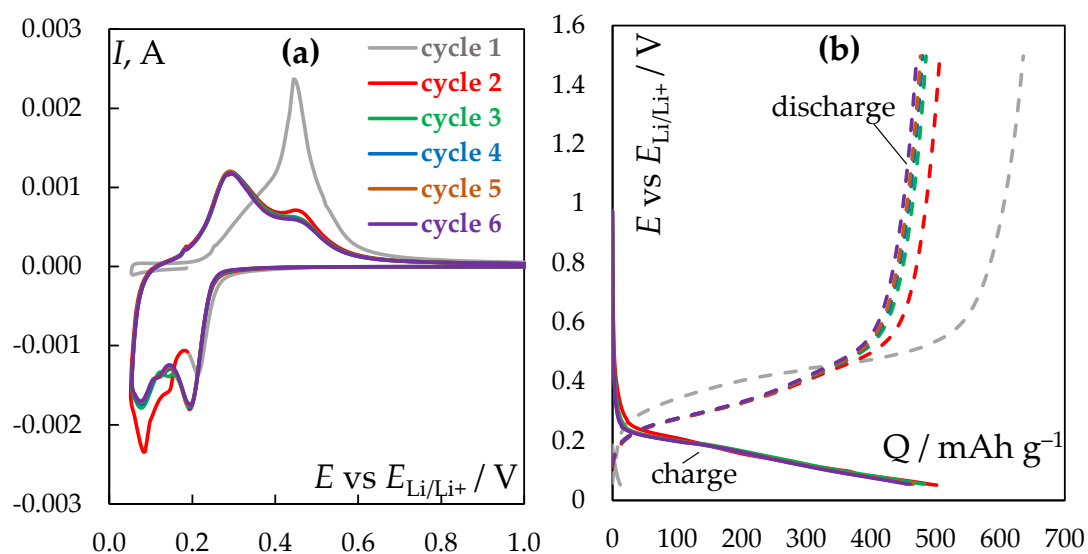 (a)
I, A
0.003
0.002
0.001
0.000
-0.001
-0.002
-0.003
cycle 1
cycle 2
cycle 3
cycle 4
cycle 5
cycle 6
E vs E Li/Li+ / V
0.0 0.2 0.4 0.6 0.8 1.0
(b)
E vs E Li/Li+ / V
1.6
1.4
1.2
1
0.8
0.6
0.4
0.2
0
discharge
charge
Q / mAh g⁻¹
0 100 200 300 400 500 600 700